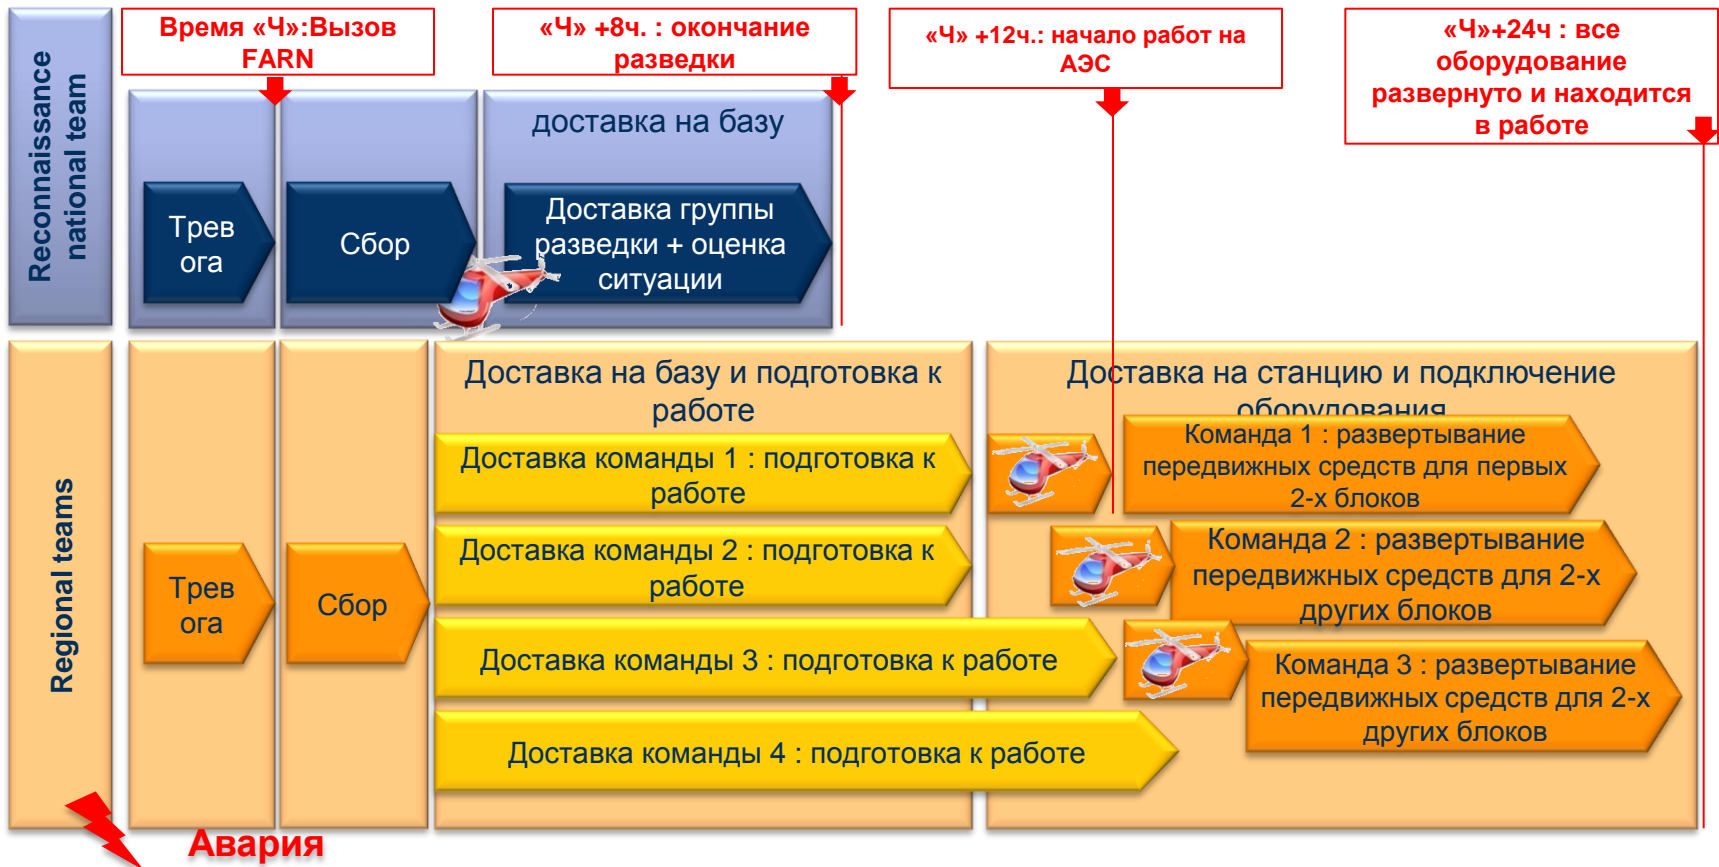 Время «Ч»:Вызов
FARN
«Ч» +8ч. : окончание
разведки
«Ч» +12ч.: начало работ на
АЭС
«Ч»+24ч : все
оборудование
развернуто и находится
в работе
Reconnaissance
national team
доставка на базу
Трев
ога
Сбор
Доставка группы
разведки + оценка
ситуации
Regional teams
Трев
ога
Сбор
Доставка на базу и подготовка к
работе
Доставка команды 1 : подготовка к
работе
Доставка команды 2 : подготовка к
работе
Доставка команды 3 : подготовка к работе
Доставка команды 4 : подготовка к работе
Доставка на станцию и подключение
оборудования
Команда 1 : развертывание
передвижных средств для первых
2-х блоков
Команда 2 : развертывание
передвижных средств для 2-х
других блоков
Команда 3 : развертывание
передвижных средств для 2-х
других блоков
Авария